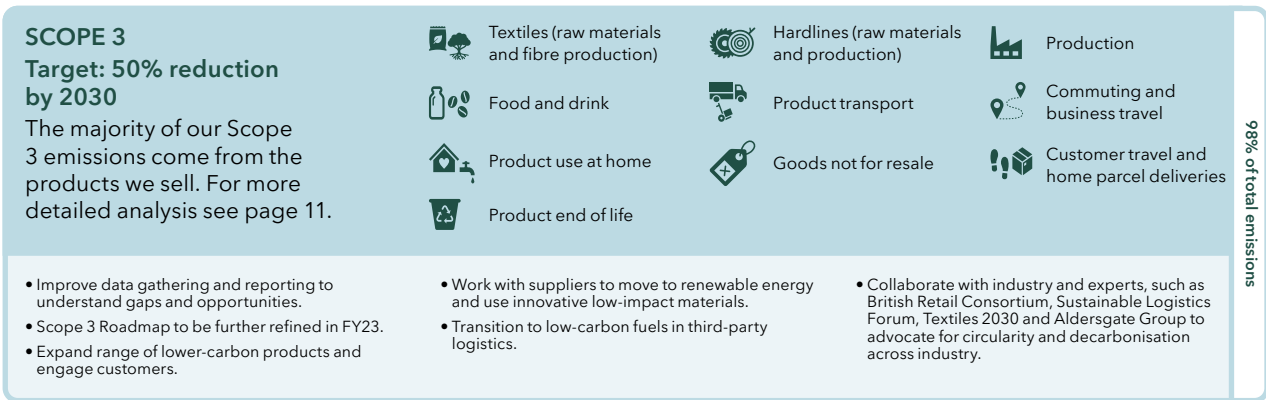 SCOPE 3
Target: 50% reduction
by 2030
The majority of our Scope
3 emissions come from the
products we sell. For more
detailed analysis see page 11.
Textiles (raw materials
and fibre production)
Food and drink
Product use at home
Product end of life
Hardlines (raw materials
and production)
Product transport
Goods not for resale
Production
Commuting and
business travel
Customer travel and
home parcel deliveries
98% of total emissions
• Improve data gathering and reporting to
understand gaps and opportunities.
• Scope 3 Roadmap to be further refined in FY23.
• Expand range of lower-carbon products and
engage customers.
• Work with suppliers to move to renewable energy
and use innovative low-impact materials.
• Transition to low-carbon fuels in third-party
logistics.
• Collaborate with industry and experts, such as
British Retail Consortium, Sustainable Logistics
Forum, Textiles 2030 and Aldersgate Group to
advocate for circularity and decarbonisation
across industry.